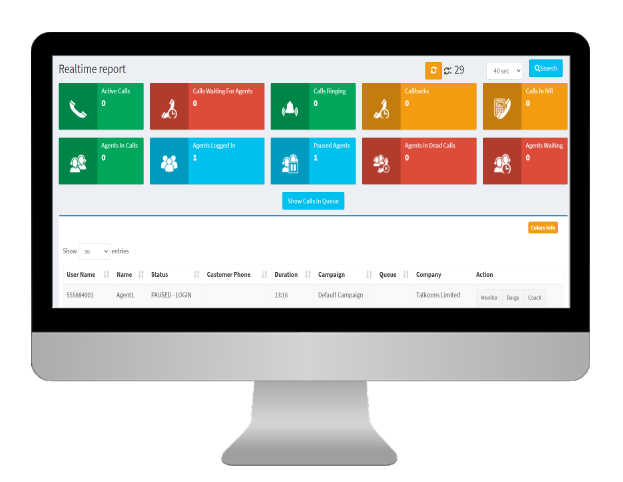 Realtime report
29
40 sec
Search
Active Calls
0
Calls Waiting For Agents
0
Calls Ringing
0
Callbacks
0
Calls In IVR
0
Agents In Calls
0
Agents Logged In
1
Paused Agents
1
Agents In Dead Calls
0
Agents Waiting
0
Show Calls In Queue
Colors Info
Show 50 entries
User Name Name Status Customer Phone Duration Campaign Queue Company Action
Agent1 PAUSED - LOGIN 13:16 Default Campaign Talkcoms Limited Monitor Barge Coach